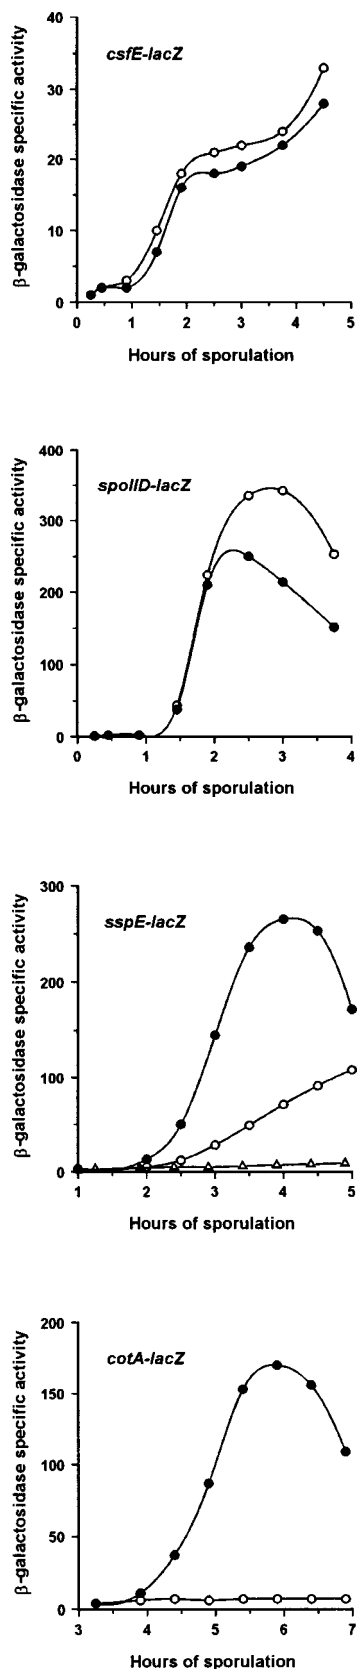 40
csfE-lacZ
30
20
10
0
β-galactosidase specific activity
0 1 2 3 4 5
Hours of sporulation
400
spoIID-lacZ
300
200
100
0
β-galactosidase specific activity
0 1 2 3 4
Hours of sporulation
300
sspE-lacZ
200
100
0
β-galactosidase specific activity
1 2 3 4 5
Hours of sporulation
200
cotA-lacZ
150
100
50
0
β-galactosidase specific activity
3 4 5 6 7
Hours of sporulation